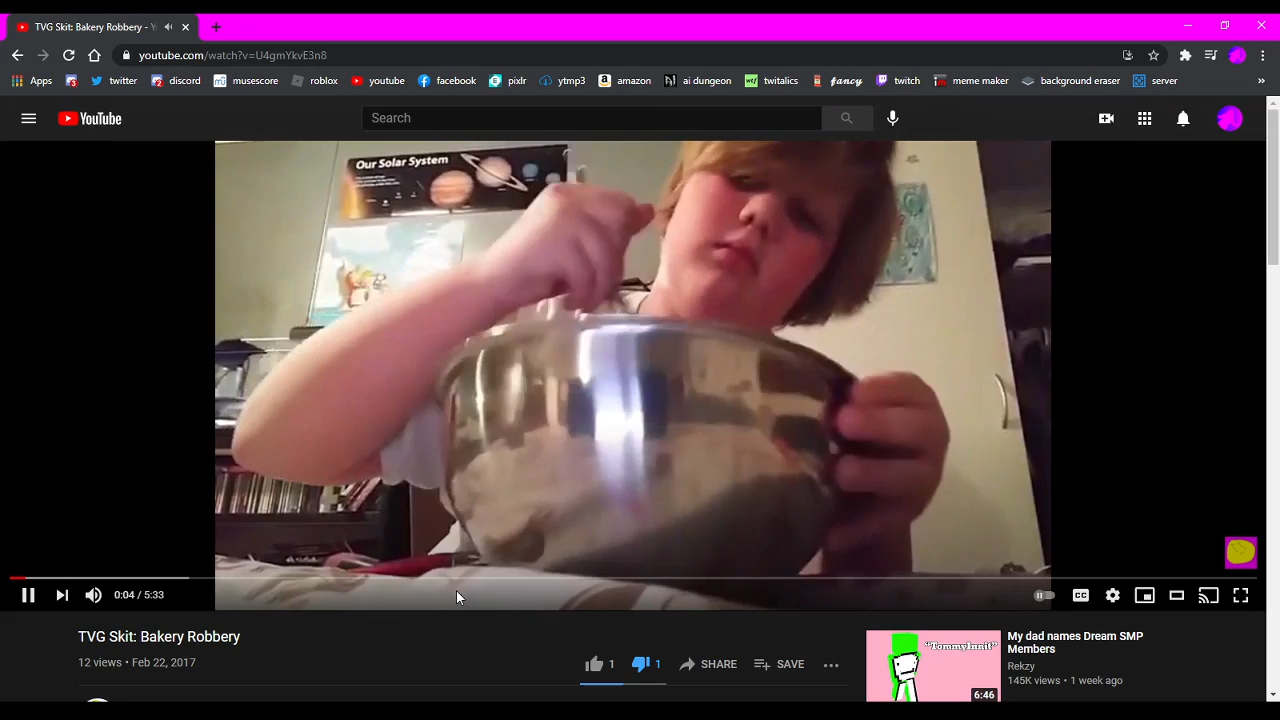 TVG Skit: Bakery Robbery - Y
youtube.com/watch?v=U4gmYkvE3n8
Apps twitter discord musescore roblox youtube facebook pixlr ytmp3 amazon ai dungeon twitalics fancy twitch meme maker background eraser server »
YouTube Search
Our Solar System
0:04 / 5:33 CC
TVG Skit: Bakery Robbery
12 views • Feb 22, 2017
1 1 SHARE SAVE
"TommyInnit"
6:46
My dad names Dream SMP
Members
Rekzy
145K views • 1 week ago